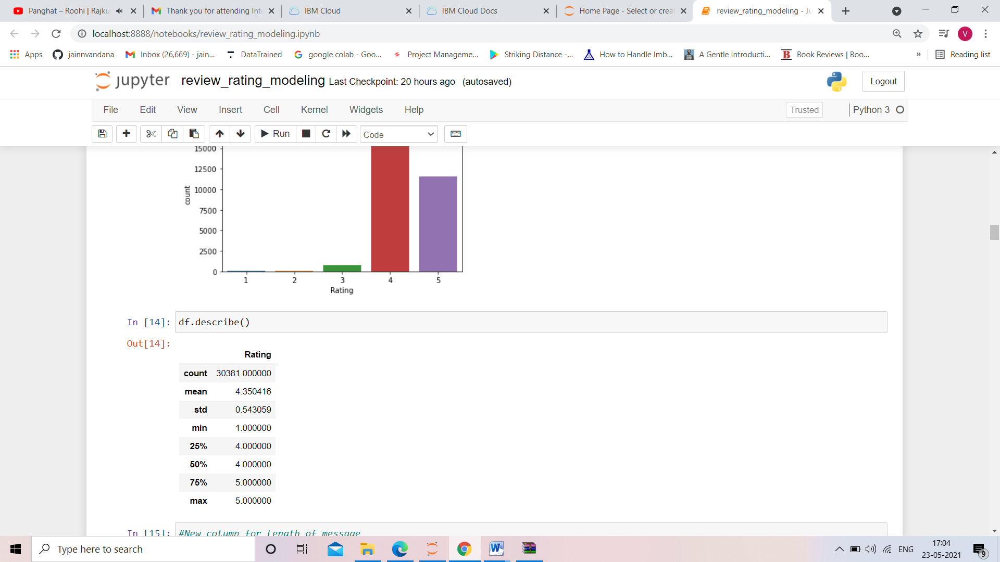 Panghat – Roohi | Rajku
Thank you for attending Inte
IBM Cloud
IBM Cloud Docs
Home Page - Select or creat
review_rating_modeling - Ju
localhost:8888/notebooks/review_rating_modeling.ipynb
V
Apps
jainnvandana
Inbox (26,669) - jain...
DataTrained
google colab - Goo...
Project Manageme...
Striking Distance -...
How to Handle Imb...
A Gentle Introducti...
B
Book Reviews | Boo...
»
Reading list
jupyter review_rating_modeling Last Checkpoint: 20 hours ago (autosaved)
Logout
File Edit View Insert Cell Kernel Widgets Help
Trusted
Python 3
Run
Code
15000
12500
10000
7500
5000
2500
0
count
1 2 3 4 5
Rating
In [14]: df.describe()
Out[14]:
Rating
count 30381.000000
mean 4.350416
std 0.543059
min 1.000000
25% 4.000000
50% 4.000000
75% 5.000000
max 5.000000
In [15]: #New column for Length of message
Type here to search
W
ENG
17:04
23-05-2021
9